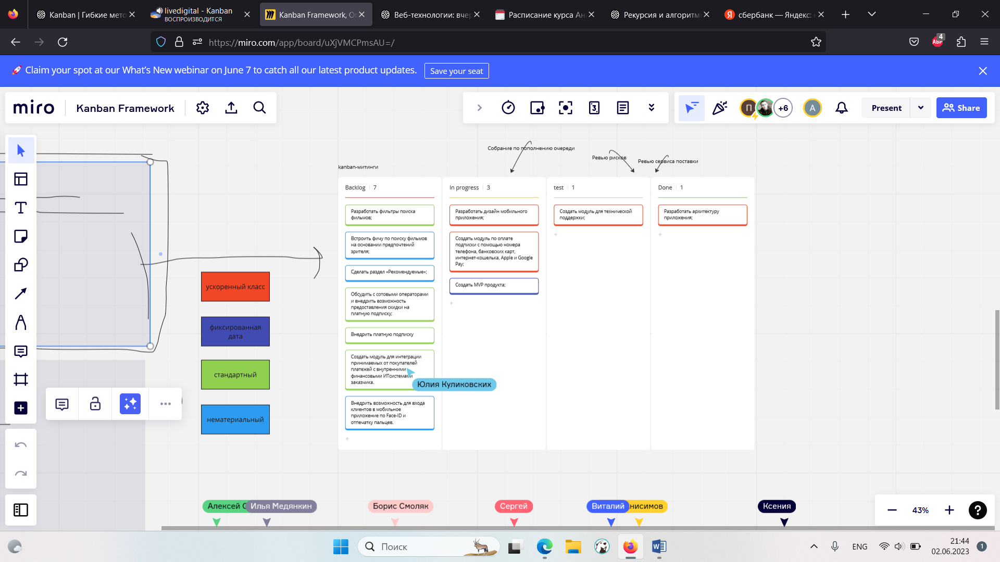 Kanban | Гибкие мето
livedigital - Kanban
ВОСПРОИЗВОДИТСЯ
Kanban Framework, О
Веб-технологии: вчер
Расписание курса Ан
Рекурсия и алгоритм
сбербанк — Яндекс:
https://miro.com/app/board/uXjVMCPmsAU=/
ABP
4
Claim your spot at our What's New webinar on June 7 to catch all our latest product updates.
Save your seat
miro
Kanban Framework
3
П
+6
A
Present
Share
Собрание по пополнению очереди
Ревью рисков
Ревью сервиса поставки
kanban-митинги
Backlog 7
Разработать фильтры поиска
фильмов;
Встроить фичу по поиску фильмов
на основании предпочтений
зрителя;
Сделать раздел «Рекомендуемые»;
Обсудить с сотовыми операторами
и внедрить возможность
предоставления скидки на
платную подписку;
Внедрить платную подписку
Создать модуль для интеграции
принимаемых от покупателей
платежей с внутренними
финансовыми ИТсистемами
заказчика.
Внедрить возможность для входа
клиентов в мобильное
приложение по Face-ID и
отпечатку пальцев.
In progress 3
Разработать дизайн мобильного
приложения;
Создать модуль по оплате
подписки с помощью номера
телефона, банковских карт,
интернет-кошелька, Apple и Google
Pay;
Создать MVP продукта;
test 1
Создать модуль для технической
поддержки;
Done 1
Разработать архитектуру
приложения;
ускоренный класс
фиксированная
дата
стандартный
нематериальный
Юлия Куликовских
Алексей С
Илья Медянкин
Борис Смоляк
Сергей
Виталий
нисимов
Ксения
43%
?
Поиск
ENG
21:44
02.06.2023
1